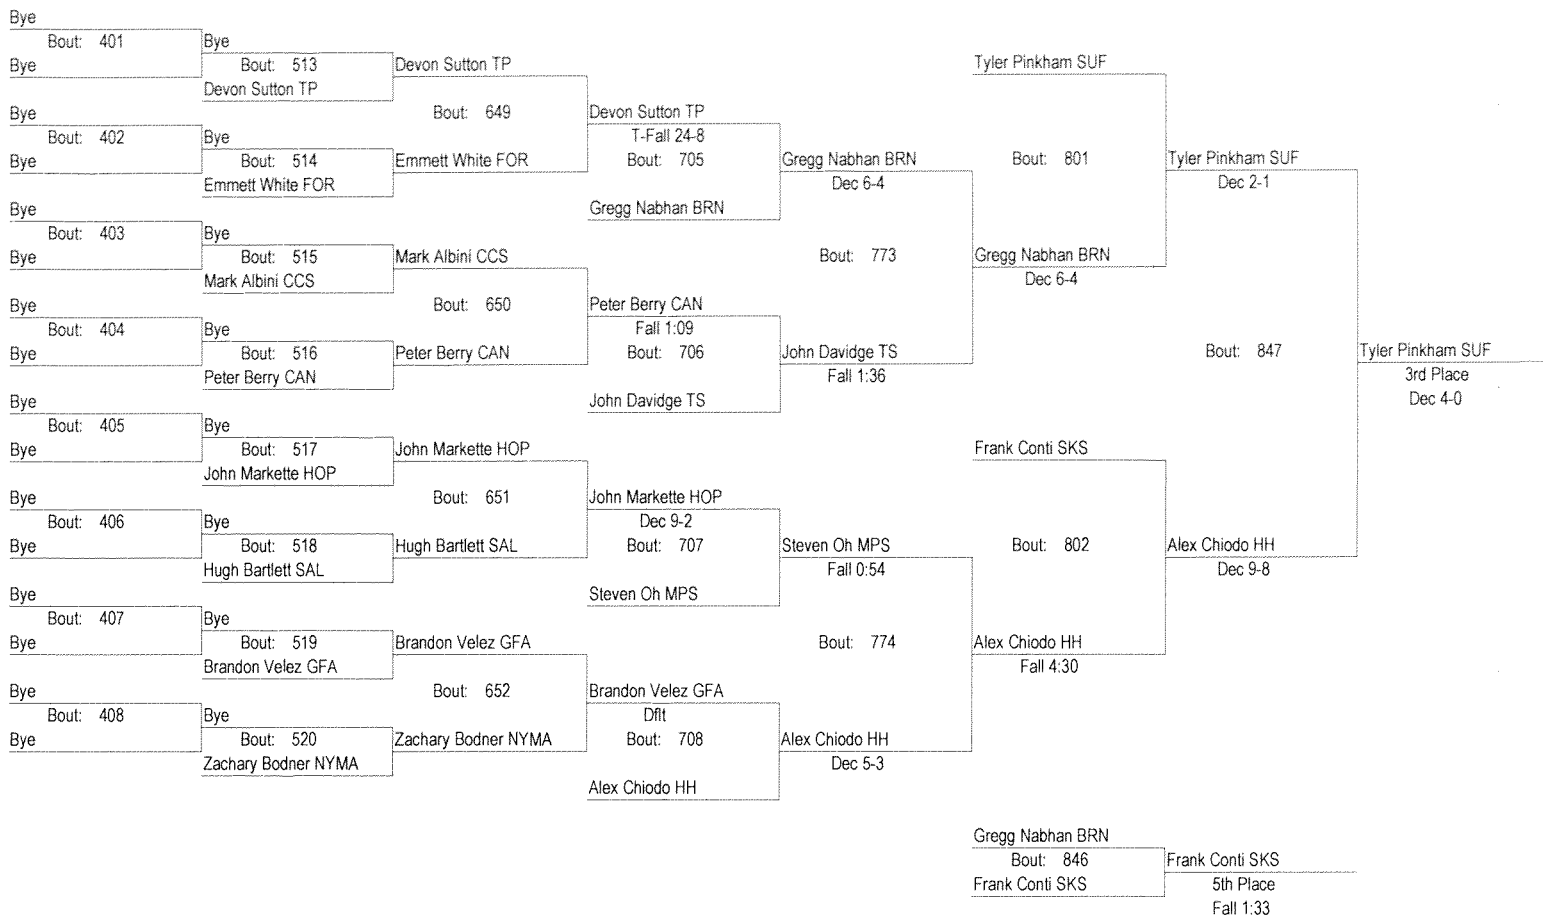 Bye
Bout: 401
Bye
Bye
Bout: 513
Devon Sutton TP
Devon Sutton TP
Bye
Bout: 402
Bye
Bye
Bout: 514
Emmett White FOR
Bout: 649
Emmett White FOR
Devon Sutton TP
T-Fall 24-8
Bout: 705
Gregg Nabhan BRN
Gregg Nabhan BRN
Dec 6-4
Bye
Bout: 403
Bye
Bye
Bout: 515
Mark Albini CCS
Mark Albini CCS
Bye
Bout: 404
Bye
Bye
Bout: 516
Peter Berry CAN
Bout: 650
Peter Berry CAN
Peter Berry CAN
Fall 1:09
Bout: 706
John Davidge TS
John Davidge TS
Fall 1:36
Bout: 773
Tyler Pinkham SUF
Bout: 801
Gregg Nabhan BRN
Dec 6-4
Tyler Pinkham SUF
Dec 2-1
Bye
Bout: 405
Bye
Bye
Bout: 517
John Markette HOP
John Markette HOP
Bye
Bout: 406
Bye
Bye
Bout: 518
Hugh Bartlett SAL
Bout: 651
Hugh Bartlett SAL
John Markette HOP
Dec 9-2
Bout: 707
Steven Oh MPS
Steven Oh MPS
Fall 0:54
Bye
Bout: 407
Bye
Bye
Bout: 519
Brandon Velez GFA
Brandon Velez GFA
Bye
Bout: 408
Bye
Bye
Bout: 520
Zachary Bodner NYMA
Bout: 652
Zachary Bodner NYMA
Brandon Velez GFA
Dflt
Bout: 708
Alex Chiodo HH
Alex Chiodo HH
Dec 5-3
Bout: 774
Frank Conti SKS
Bout: 802
Alex Chiodo HH
Fall 4:30
Alex Chiodo HH
Dec 9-8
Bout: 847
Tyler Pinkham SUF
3rd Place
Dec 4-0
Gregg Nabhan BRN
Bout: 846
Frank Conti SKS
Frank Conti SKS
5th Place
Fall 1:33